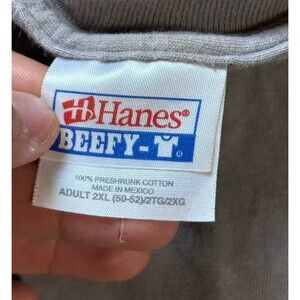 Hanes®
BEEFY-T®
100% PRESHRUNK COTTON
MADE IN MEXICO
ADULT 2XL (50-52)/2TG/2XG